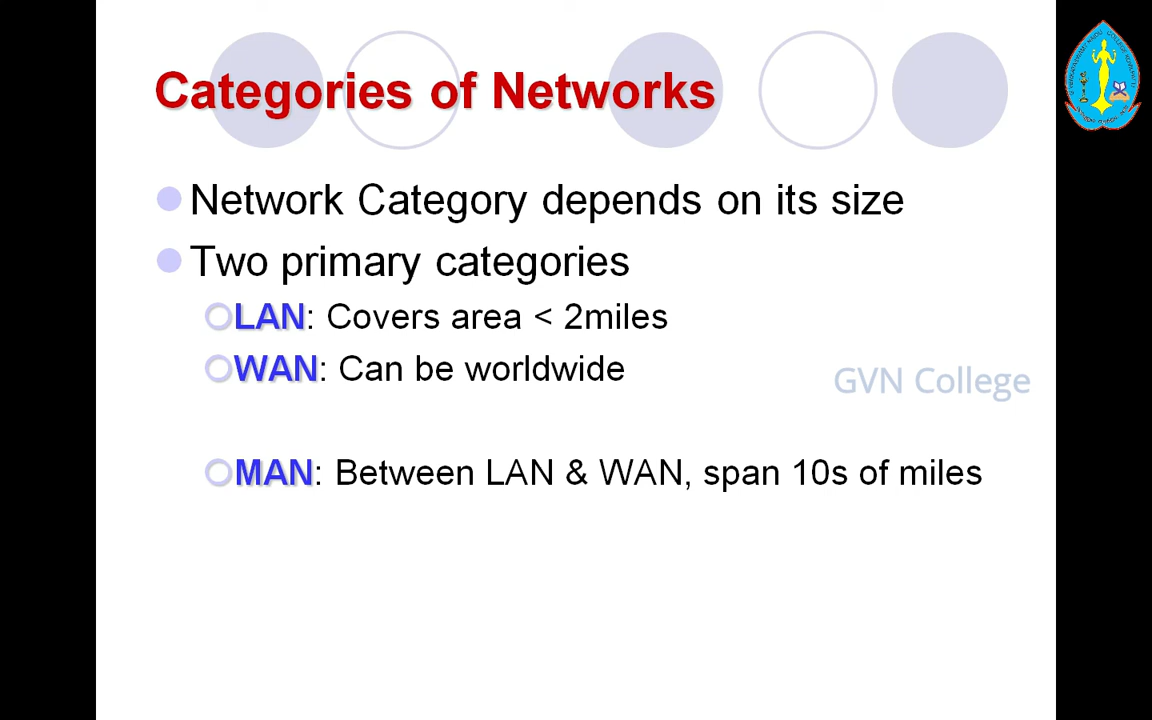 Categories of Networks
Network Category depends on its size
Two primary categories
LAN: Covers area < 2miles
WAN: Can be worldwide
GVN College
MAN: Between LAN & WAN, span 10s of miles